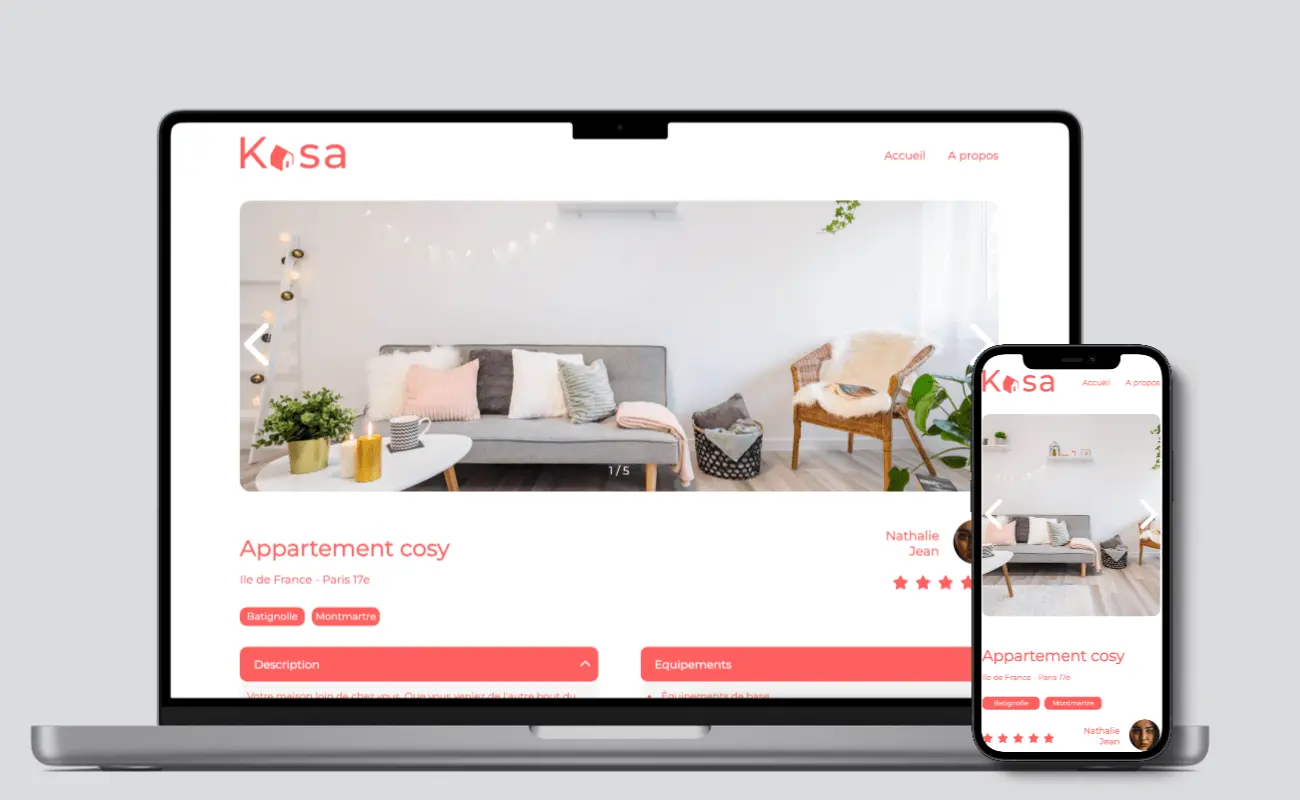 Kasa
Accueil
A propos
1/5
Appartement cosy
Ile de France - Paris 17e
Batignolle
Montmartre
Nathalie
Jean
Description
Equipements
Votre maison loin de chez vous. Que vous veniez de l'autre bout du
Équipements de base
Kasa
Accueil
A propos
Appartement cosy
Ile de France - Paris 17e
Batignolle
Montmartre
Nathalie
Jean